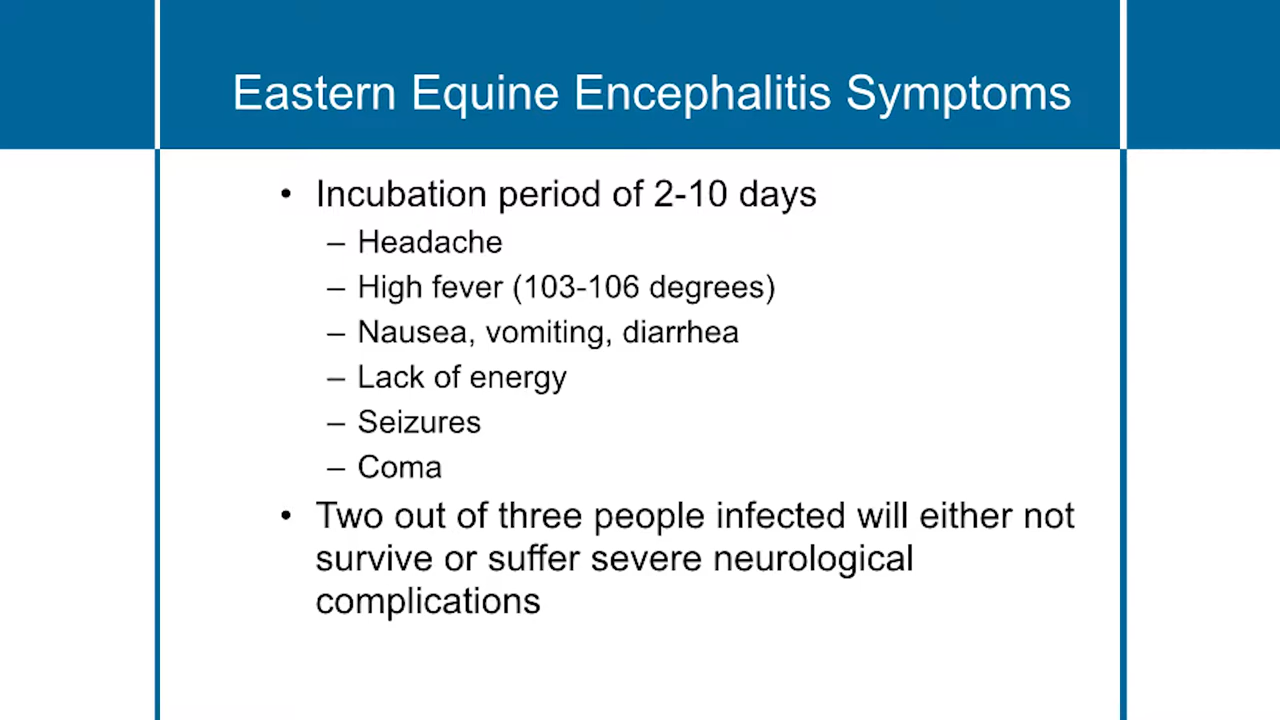 Eastern Equine Encephalitis Symptoms
• Incubation period of 2-10 days
– Headache
– High fever (103-106 degrees)
– Nausea, vomiting, diarrhea
– Lack of energy
– Seizures
– Coma
• Two out of three people infected will either not
survive or suffer severe neurological
complications